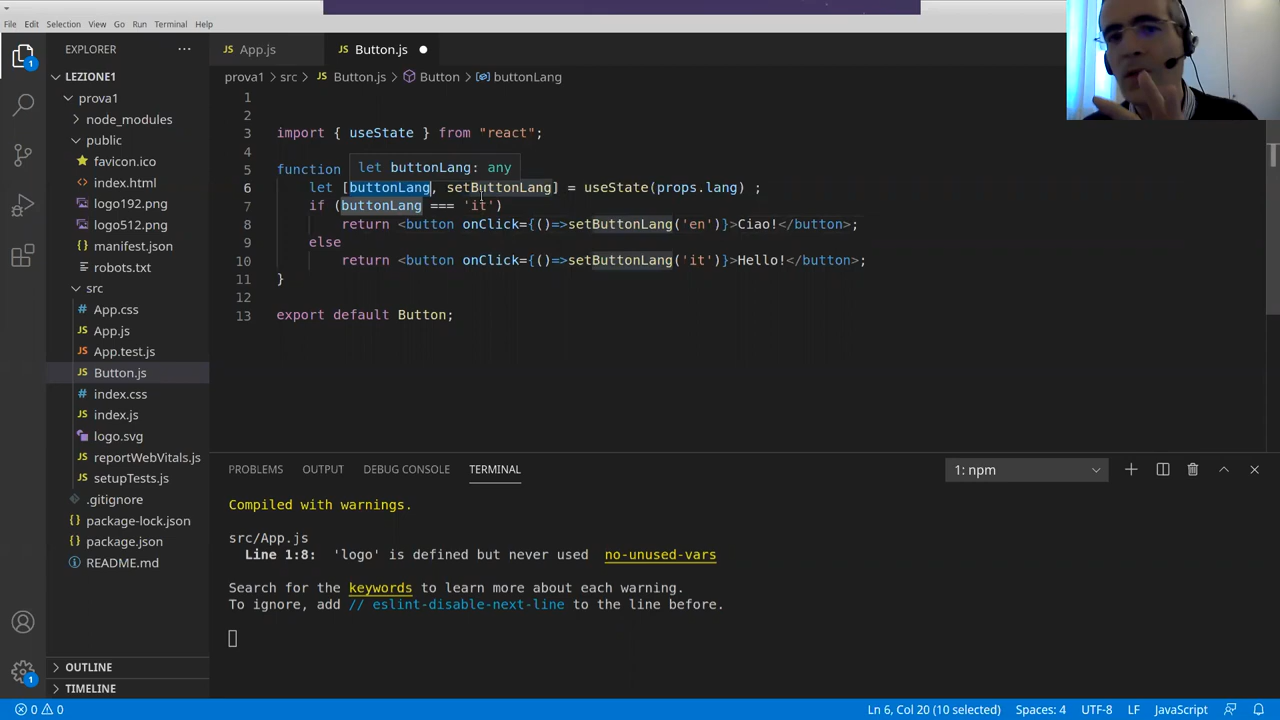 File Edit Selection View Go Run Terminal Help
EXPLORER
App.js
Button.js
LEZIONE1
prova1 > src > Button.js > Button > buttonLang
prova1
node_modules
public
favicon.ico
index.html
logo192.png
logo512.png
manifest.json
robots.txt
src
App.css
App.js
App.test.js
Button.js
index.css
index.js
logo.svg
reportWebVitals.js
setupTests.js
.gitignore
package-lock.json
package.json
README.md
OUTLINE
TIMELINE
1
2
3 import { useState } from "react";
4
let buttonLang: any
5 function
6 let [buttonLang, setButtonLang] = useState(props.lang) ;
7 if (buttonLang === 'it')
8 return <button onClick={()=>setButtonLang('en')}>Ciao!</button>;
9 else
10 return <button onClick={()=>setButtonLang('it')}>Hello!</button>;
11 }
12
13 export default Button;
PROBLEMS OUTPUT DEBUG CONSOLE TERMINAL
1: npm
Compiled with warnings.
src/App.js
Line 1:8: 'logo' is defined but never used no-unused-vars
Search for the keywords to learn more about each warning.
To ignore, add // eslint-disable-next-line to the line before.
1
1
0 0
Ln 6, Col 20 (10 selected) Spaces: 4 UTF-8 LF JavaScript